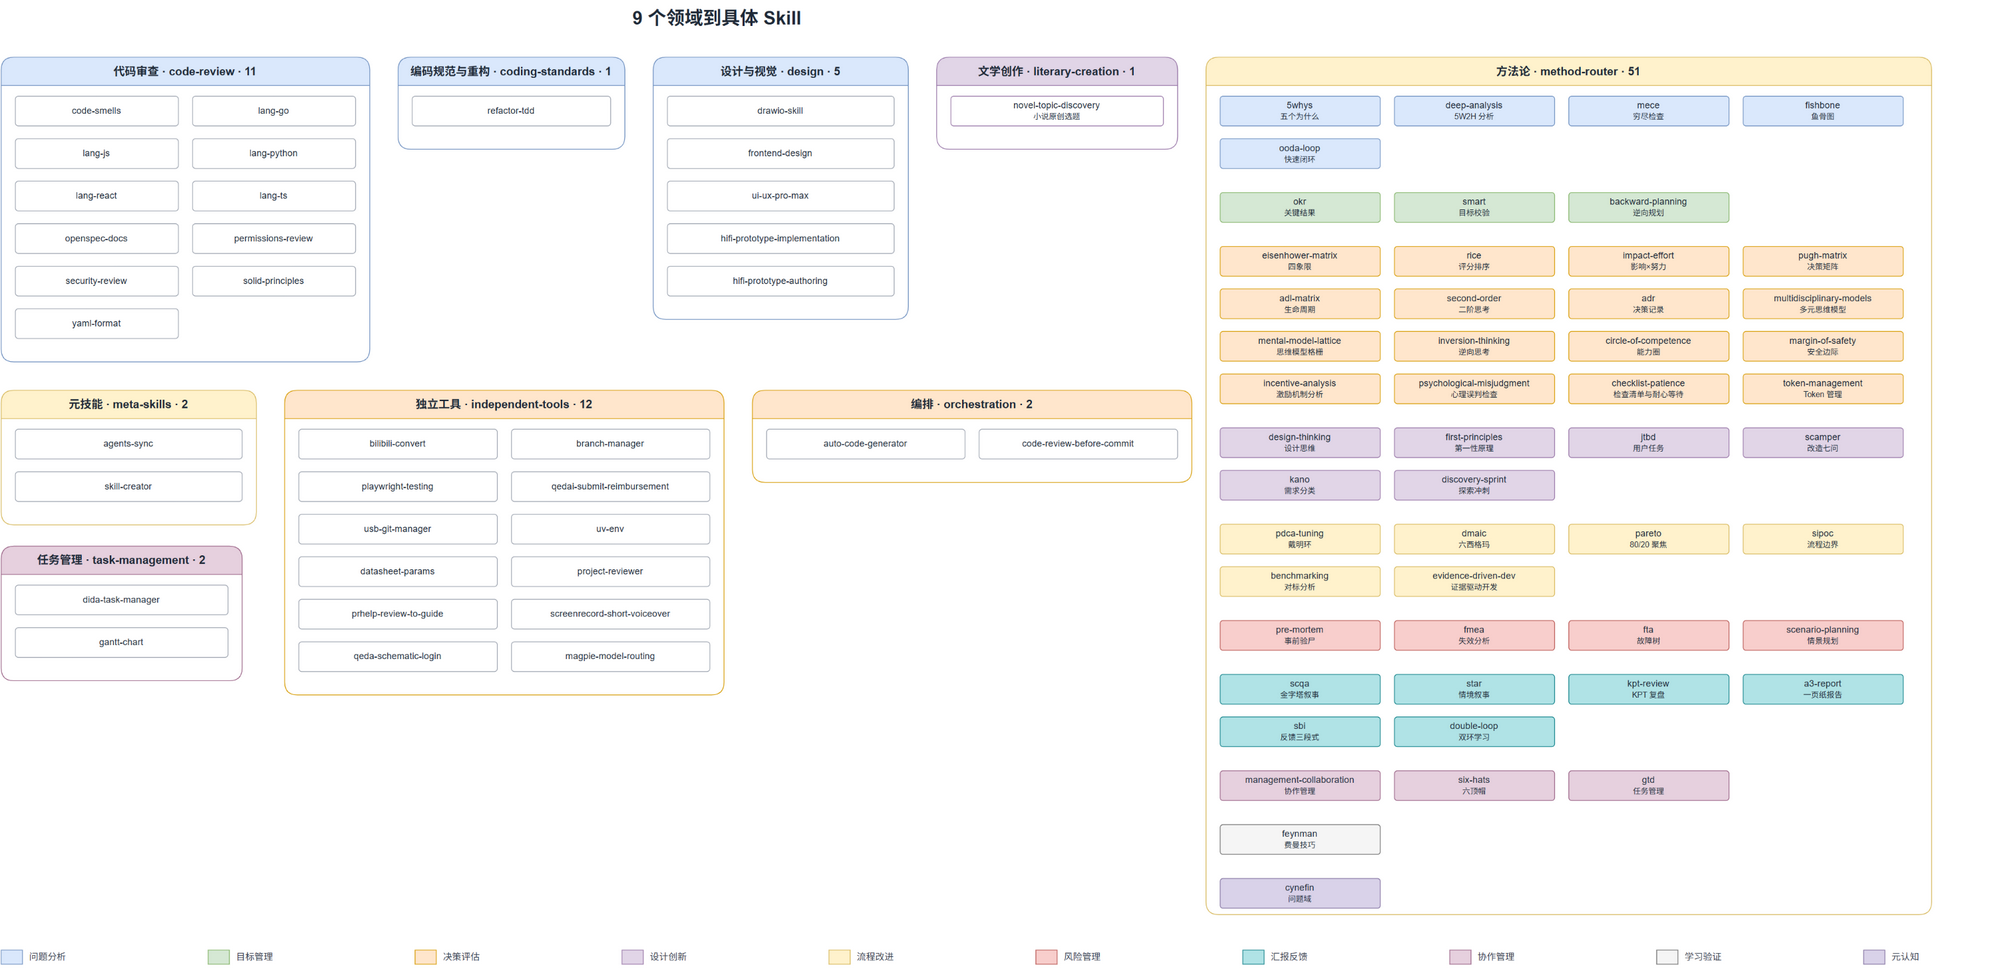 9 个领域到具体 Skill
代码审查 · code-review · 11
code-smells
lang-go
lang-js
lang-python
lang-react
lang-ts
openspec-docs
permissions-review
security-review
solid-principles
yaml-format
编码规范与重构 · coding-standards · 1
refactor-tdd
设计与视觉 · design · 5
drawio-skill
frontend-design
ui-ux-pro-max
hifi-prototype-implementation
hifi-prototype-authoring
文学创作 · literary-creation · 1
novel-topic-discovery
小说原创选题
方法论 · method-router · 51
5whys
五个为什么
deep-analysis
5W2H 分析
mece
穷尽检查
fishbone
鱼骨图
ooda-loop
快速闭环
okr
关键结果
smart
目标校验
backward-planning
逆向规划
eisenhower-matrix
四象限
rice
评分排序
impact-effort
影响×努力
pugh-matrix
决策矩阵
adl-matrix
生命周期
second-order
二阶思考
adr
决策记录
multidisciplinary-models
多元思维模型
mental-model-lattice
思维模型格栅
inversion-thinking
逆向思考
circle-of-competence
能力圈
margin-of-safety
安全边际
incentive-analysis
激励机制分析
psychological-misjudgment
心理误判检查
checklist-patience
检查清单与耐心等待
token-management
Token 管理
design-thinking
设计思维
first-principles
第一性原理
jtbd
用户任务
scamper
改造七问
kano
需求分类
discovery-sprint
探索冲刺
pdca-tuning
戴明环
dmaic
六西格玛
pareto
80/20 聚焦
sipoc
流程边界
benchmarking
对标分析
evidence-driven-dev
证据驱动开发
pre-mortem
事前验尸
fmea
失效分析
fta
故障树
scenario-planning
情景规划
scqa
金字塔叙事
star
情境叙事
kpt-review
KPT 复盘
a3-report
一页纸报告
sbi
反馈三段式
double-loop
双环学习
management-collaboration
协作管理
six-hats
六顶帽
gtd
任务管理
feynman
费曼技巧
cynefin
问题域
元技能 · meta-skills · 2
agents-sync
skill-creator
独立工具 · independent-tools · 12
bilibili-convert
branch-manager
playwright-testing
qedai-submit-reimbursement
usb-git-manager
uv-env
datasheet-params
project-reviewer
prhelp-review-to-guide
screenrecord-short-voiceover
qeda-schematic-login
magpie-model-routing
编排 · orchestration · 2
auto-code-generator
code-review-before-commit
任务管理 · task-management · 2
dida-task-manager
gantt-chart
问题分析
目标管理
决策评估
设计创新
流程改进
风险管理
汇报反馈
协作管理
学习验证
元认知